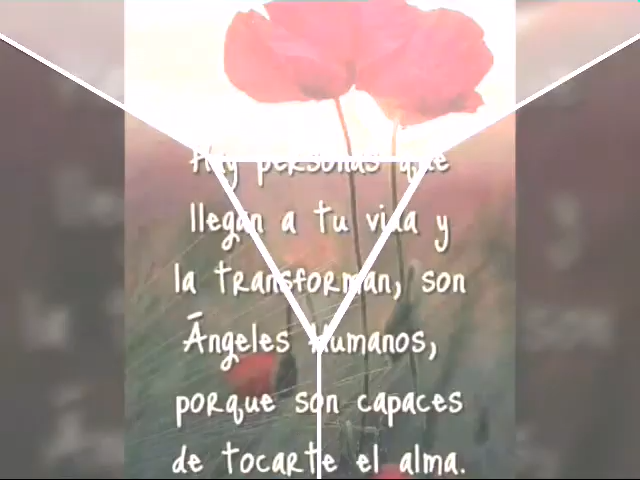 Hay personas que
llegan a tu vida y
la transforman, son
Ángeles Humanos,
porque son capaces
de tocarte el alma.